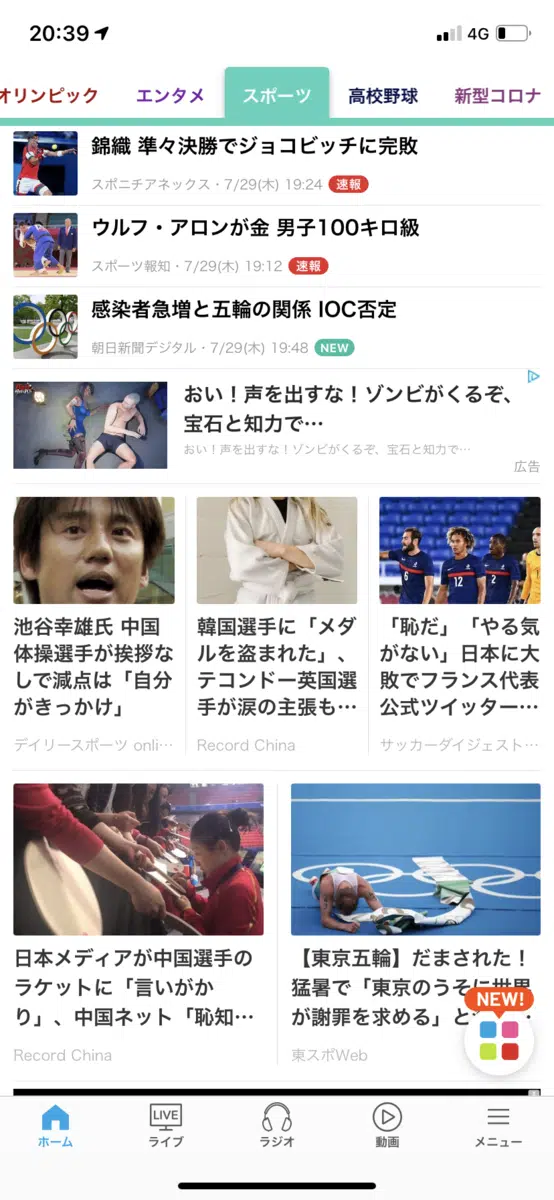 20:39
4G
オリンピック
エンタメ
スポーツ
高校野球
新型コロナ
錦織 準々決勝でジョコビッチに完敗
スポニチアネックス・7/29(木) 19:24 速報
ウルフ・アロンが金 男子100キロ級
スポーツ報知・7/29(木) 19:12 速報
感染者急増と五輪の関係 IOC否定
朝日新聞デジタル・7/29(木) 19:48 NEW
おい！声を出すな！ゾンビがくるぞ、
宝石と知力で…
おい！声を出すな！ゾンビがくるぞ、宝石と知力で…
広告
池谷幸雄氏 中国
体操選手が挨拶な
しで減点は「自分
がきっかけ」
デイリースポーツ onli…
韓国選手に「メダ
ルを盗まれた」、
テコンドー英国選
手が涙の主張も…
Record China
6
12
2
「恥だ」「やる気
がない」日本に大
敗でフランス代表
公式ツイッター…
サッカーダイジェスト…
日本メディアが中国選手の
ラケットに「言いがか
り」、中国ネット「恥知…
Record China
【東京五輪】だまされた！
猛暑で「東京のうそに世界
が謝罪を求める」と
東スポWeb
NEW!
ホーム
LIVE
ライブ
ラジオ
動画
メニュー